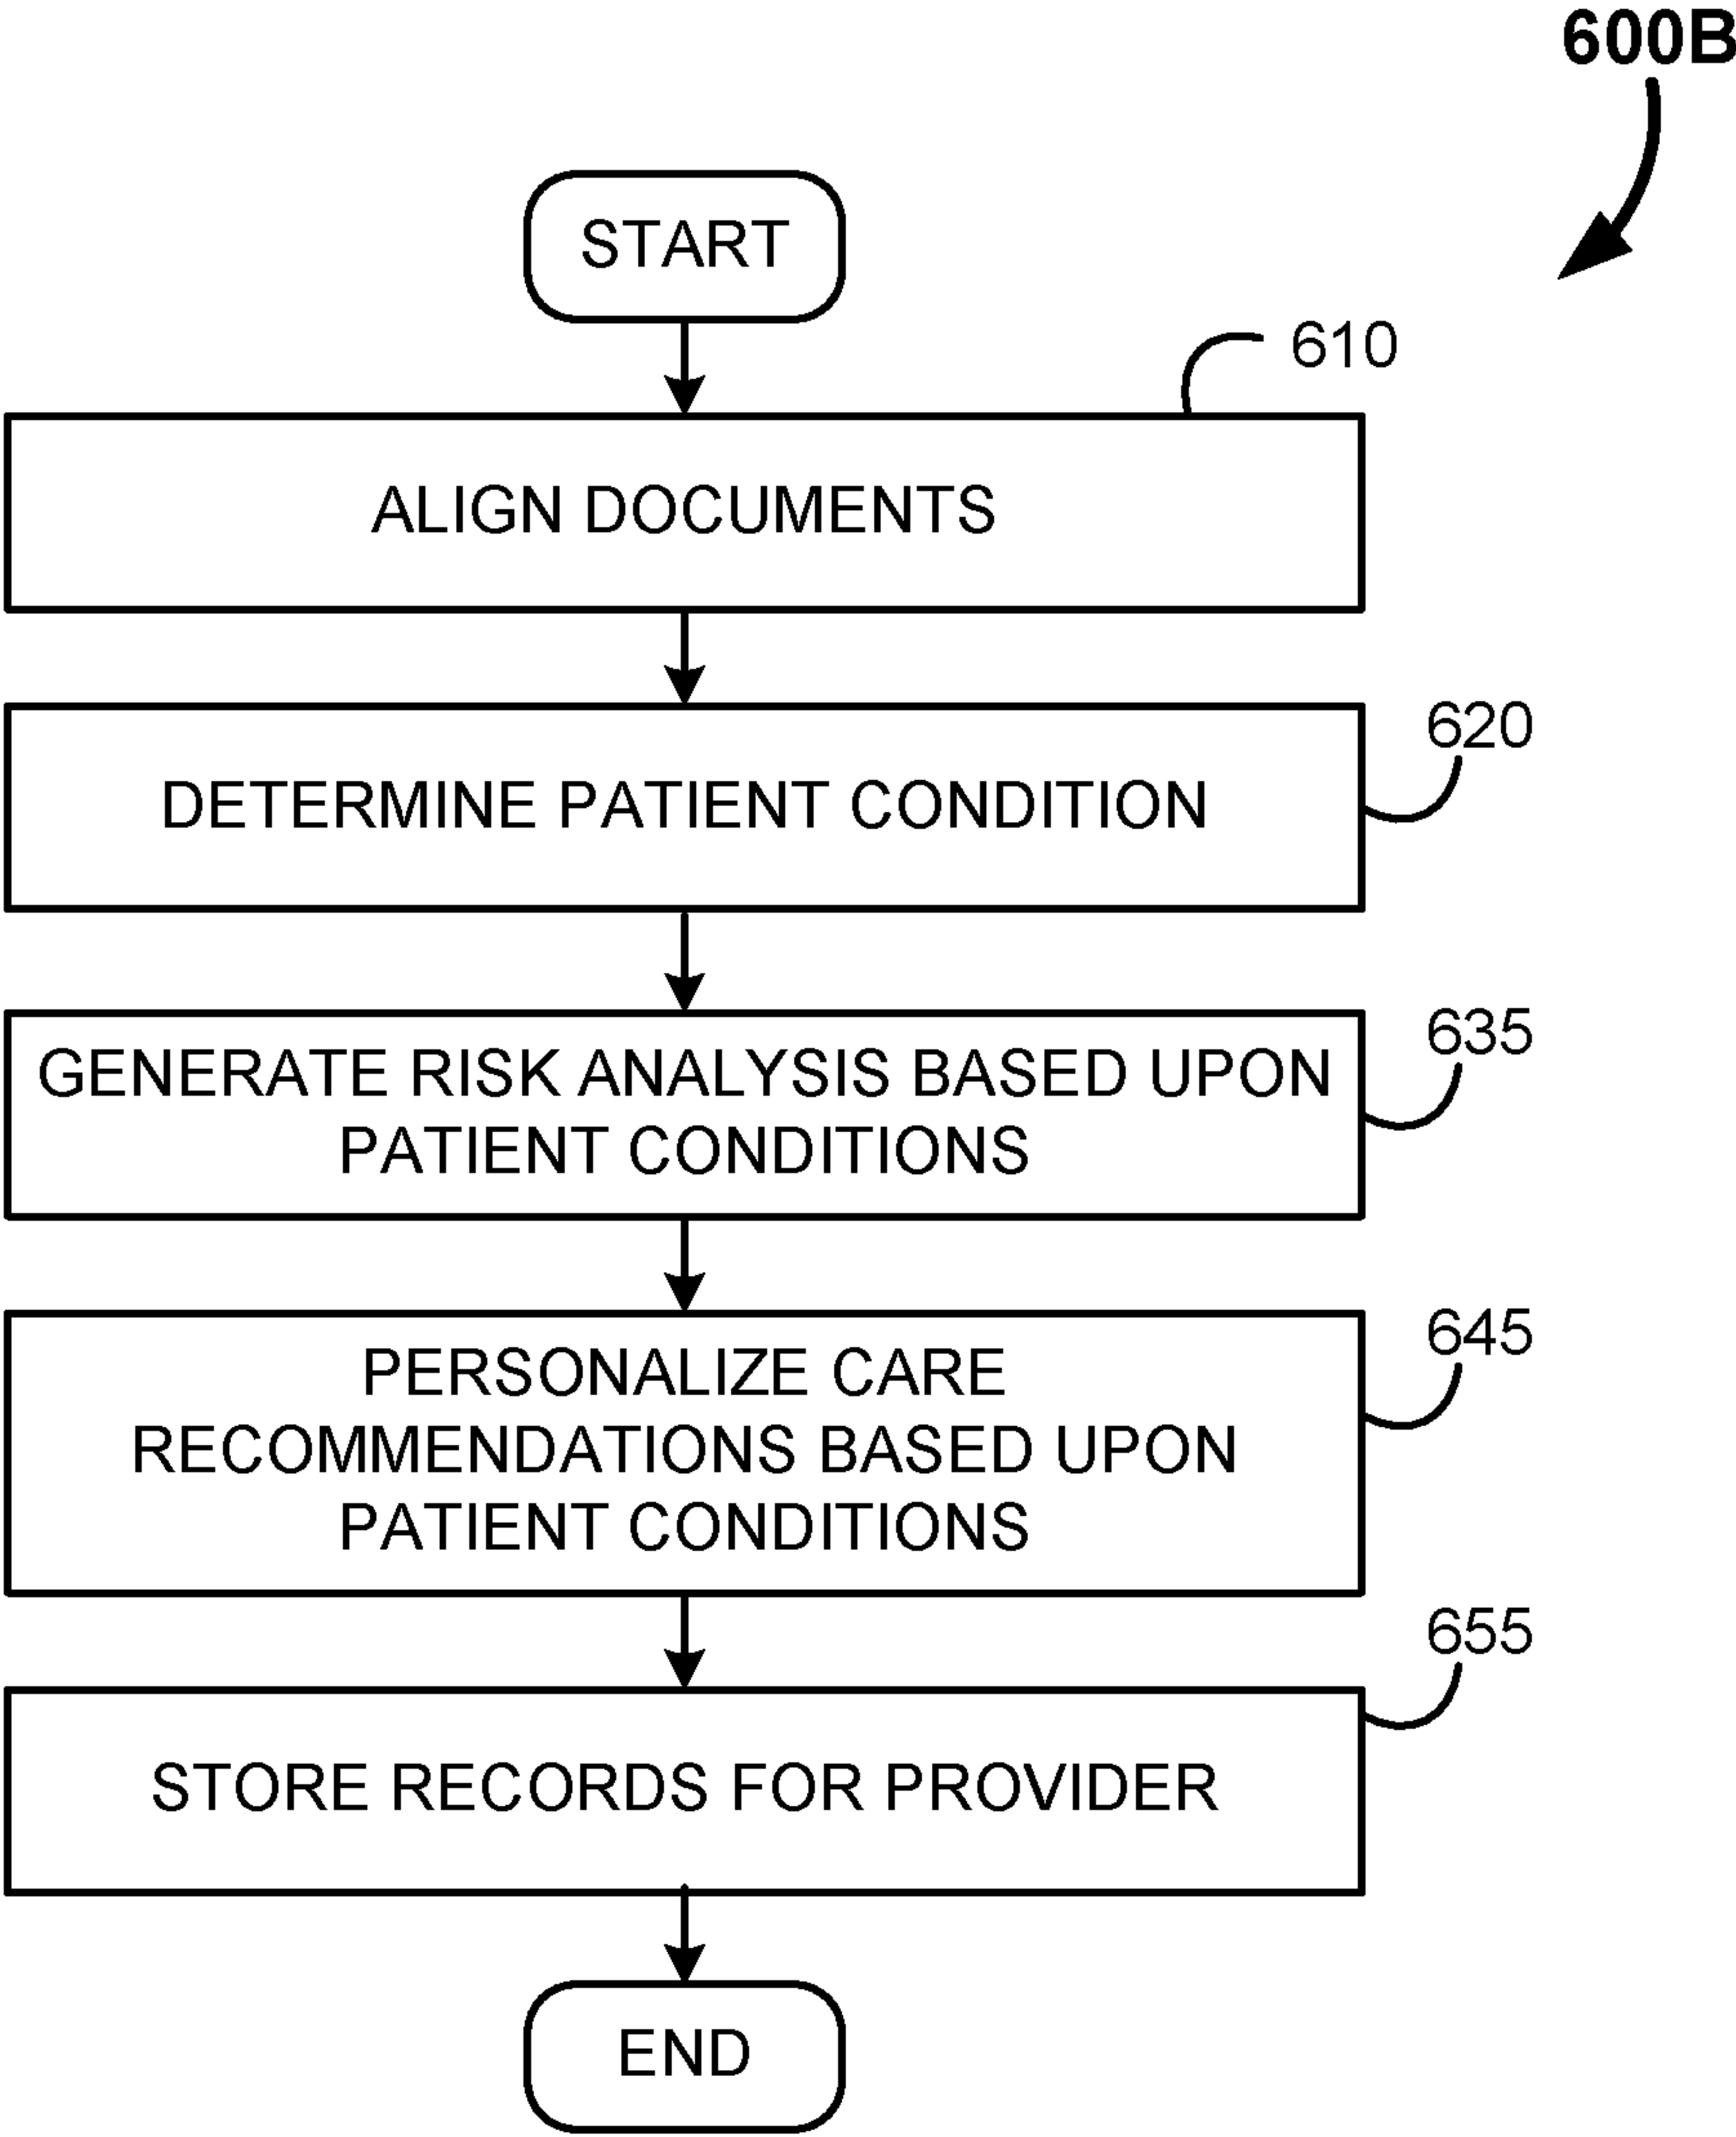 600B
START
610
ALIGN DOCUMENTS
620
DETERMINE PATIENT CONDITION
635
GENERATE RISK ANALYSIS BASED UPON
PATIENT CONDITIONS
645
PERSONALIZE CARE
RECOMMENDATIONS BASED UPON
PATIENT CONDITIONS
655
STORE RECORDS FOR PROVIDER
END